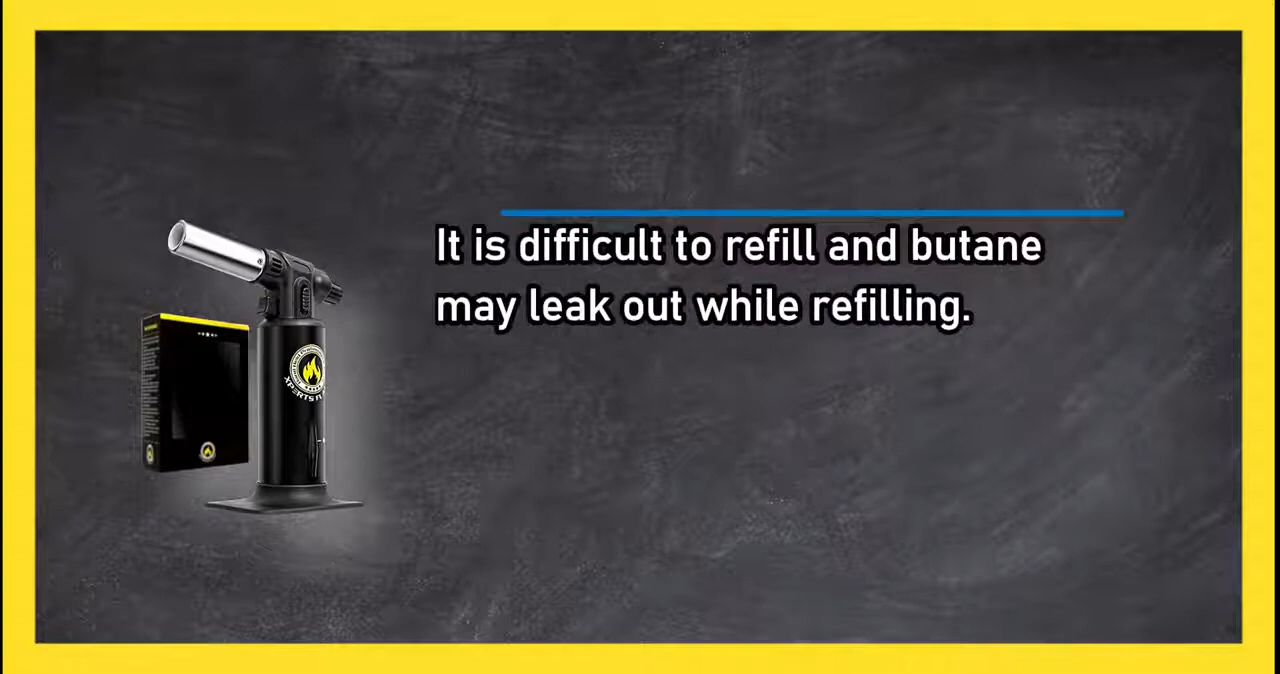 It is difficult to refill and butane
may leak out while refilling.